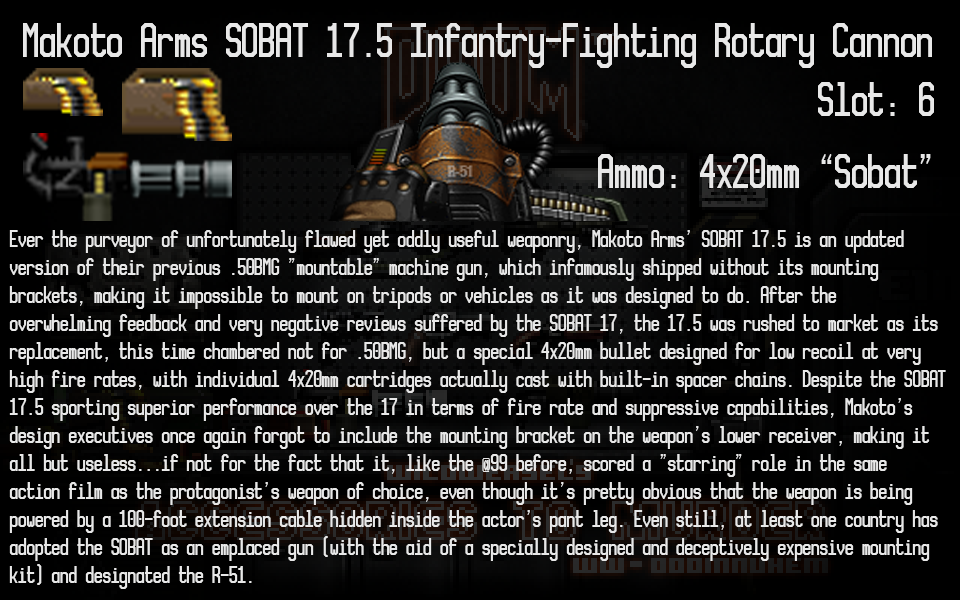 Makoto Arms SOBAT 17.5 Infantry-Fighting Rotary Cannon
Slot: 6
Ammo: 4x20mm “Sobat”
R-51
Ever the purveyor of unfortunately flawed yet oddly useful weaponry, Makoto Arms' SOBAT 17.5 is an updated
version of their previous .50BMG "mountable" machine gun, which infamously shipped without its mounting
brackets, making it impossible to mount on tripods or vehicles as it was designed to do. After the
overwhelming feedback and very negative reviews suffered by the SOBAT 17, the 17.5 was rushed to market as its
replacement, this time chambered not for .50BMG, but a special 4x20mm bullet designed for low recoil at very
high fire rates, with individual 4x20mm cartridges actually cast with built-in spacer chains. Despite the SOBAT
17.5 sporting superior performance over the 17 in terms of fire rate and suppressive capabilities, Makoto's
design executives once again forgot to include the mounting bracket on the weapon's lower receiver, making it
all but useless...if not for the fact that it, like the @99 before, scored a "starring" role in the same
action film as the protagonist's weapon of choice, even though it's pretty obvious that the weapon is being
powered by a 100-foot extension cable hidden inside the actor's pant leg. Even still, at least one country has
adopted the SOBAT as an emplaced gun (with the aid of a specially designed and deceptively expensive mounting
kit) and designated the R-51.